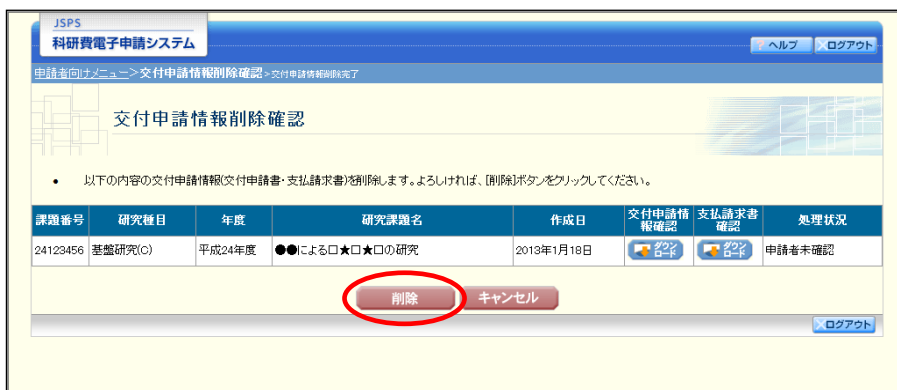 JSPS
科研費電子申請システム
? ヘルプ ×ログアウト
申請者向けメニュー>交付申請情報削除確認>交付申請情報削除完了
交付申請情報削除確認
• 以下の内容の交付申請情報(交付申請書・支払請求書)を削除します。よろしければ、[削除]ボタンをクリックしてください。
課題番号 研究種目 年度 研究課題名 作成日 交付申請情報確認 支払請求書確認 処理状況
24123456 基盤研究(C) 平成24年度 ●●による□★□★□の研究 2013年1月18日 ダウンロード ダウンロード 申請者未確認
削除 キャンセル
×ログアウト